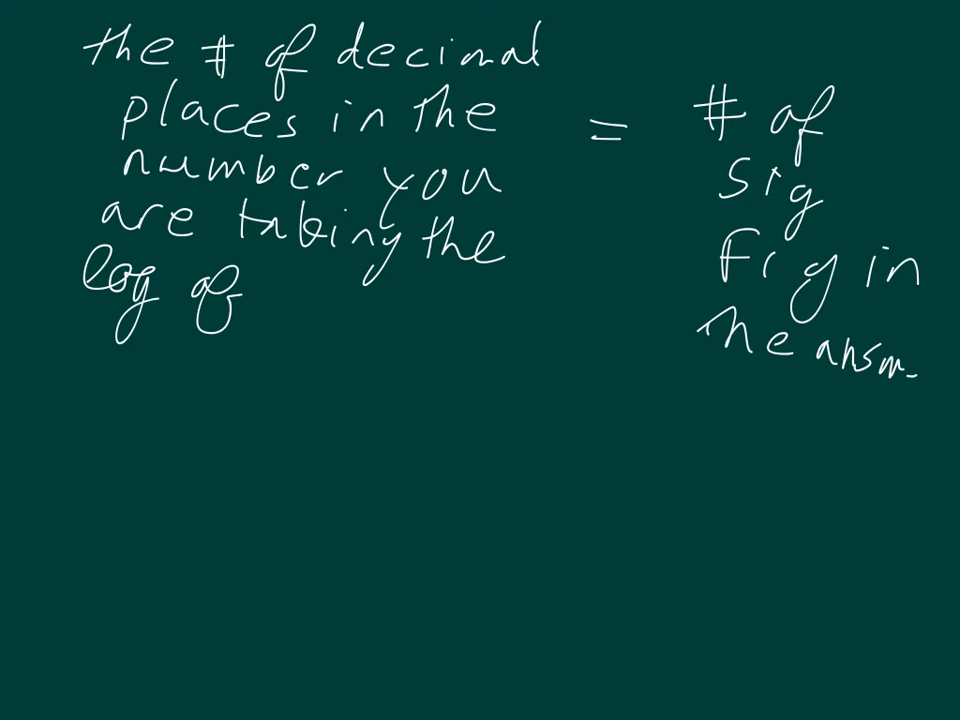 the # of decimal
places in the
number you
are taking the
log of
=
# of
sig
Fig in
the answ